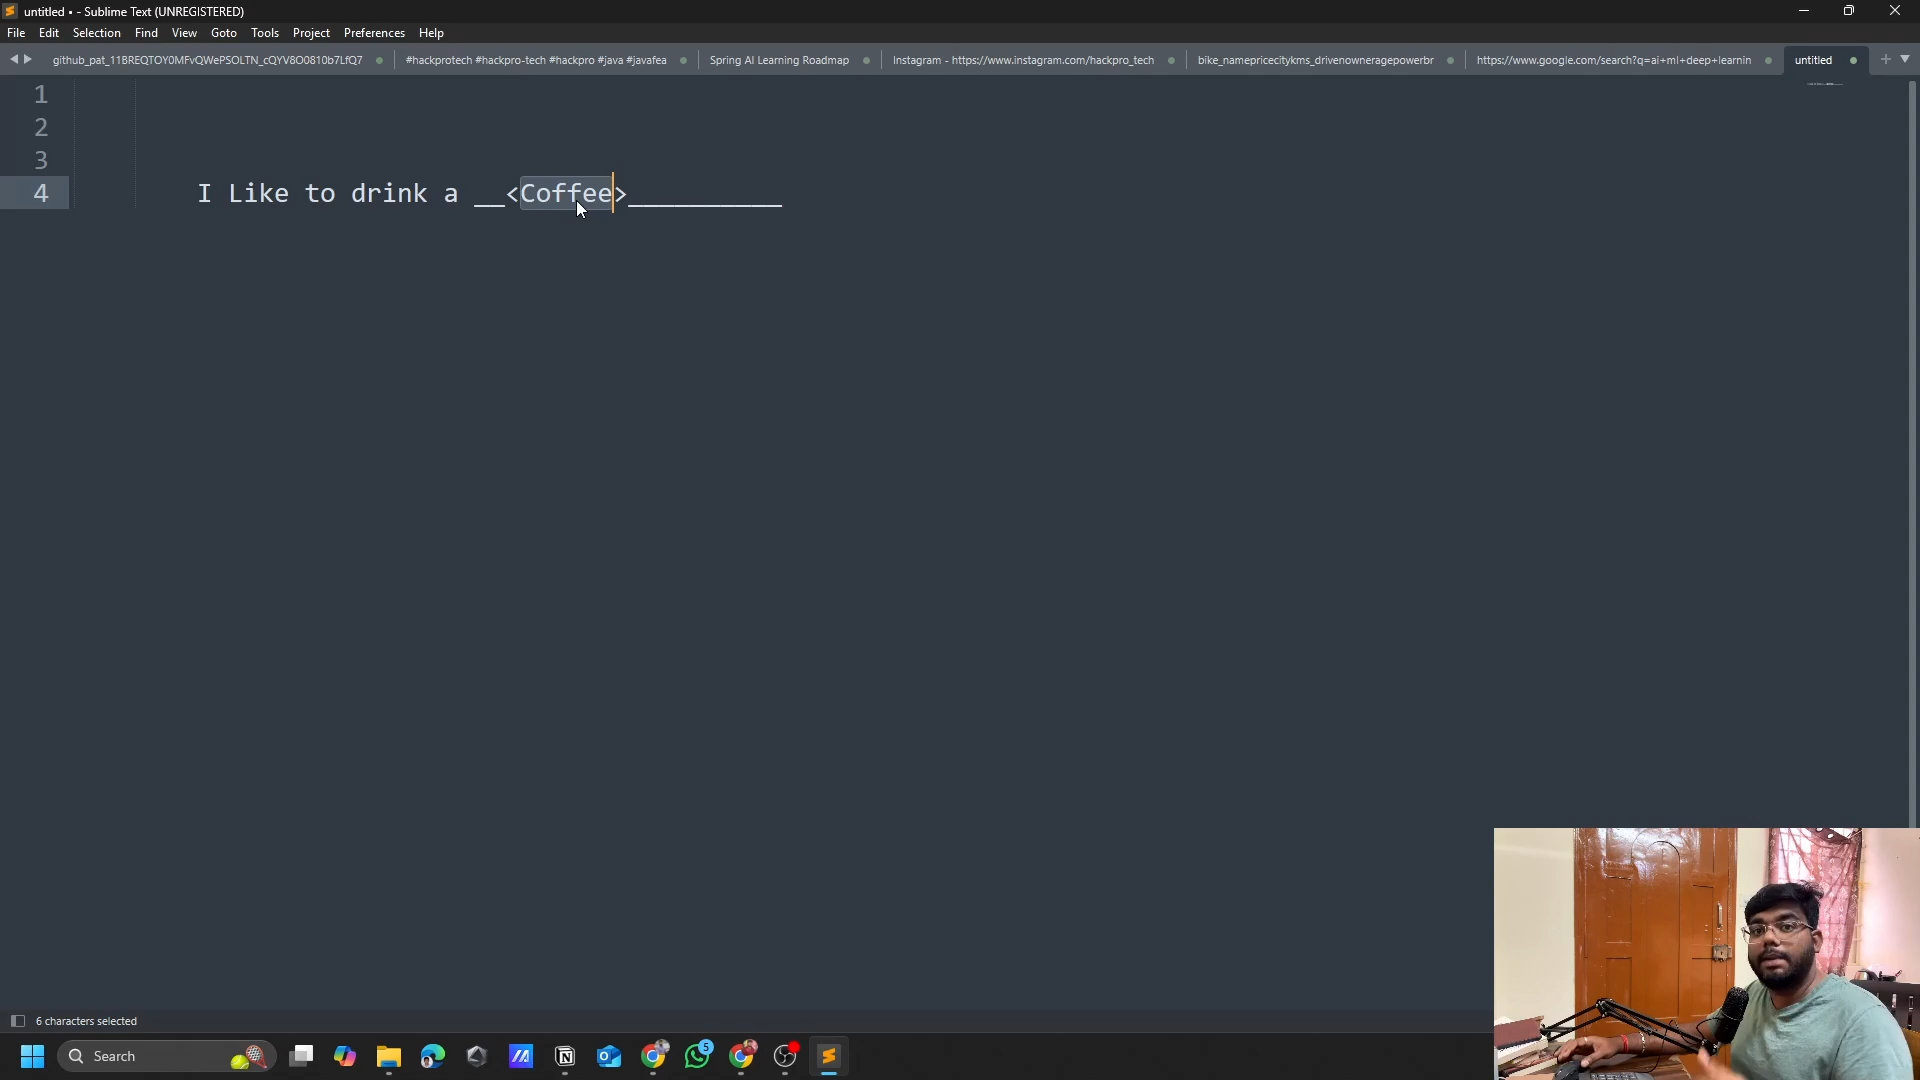 untitled • - Sublime Text (UNREGISTERED)
File Edit Selection Find View Goto Tools Project Preferences Help
github_pat_11BREQTOY0MFvQWePSOLTN_cQYV8O0810b7LfQ7 #hackprotech #hackpro-tech #hackpro #java #javafea Spring AI Learning Roadmap Instagram - https://www.instagram.com/hackpro_tech bike_namepricecitykms_drivenowneragepowerbr https://www.google.com/search?q=ai+ml+deep+learnin untitled
1
2
3
4 I Like to drink a __<Coffee>__________
6 characters selected
Search
5